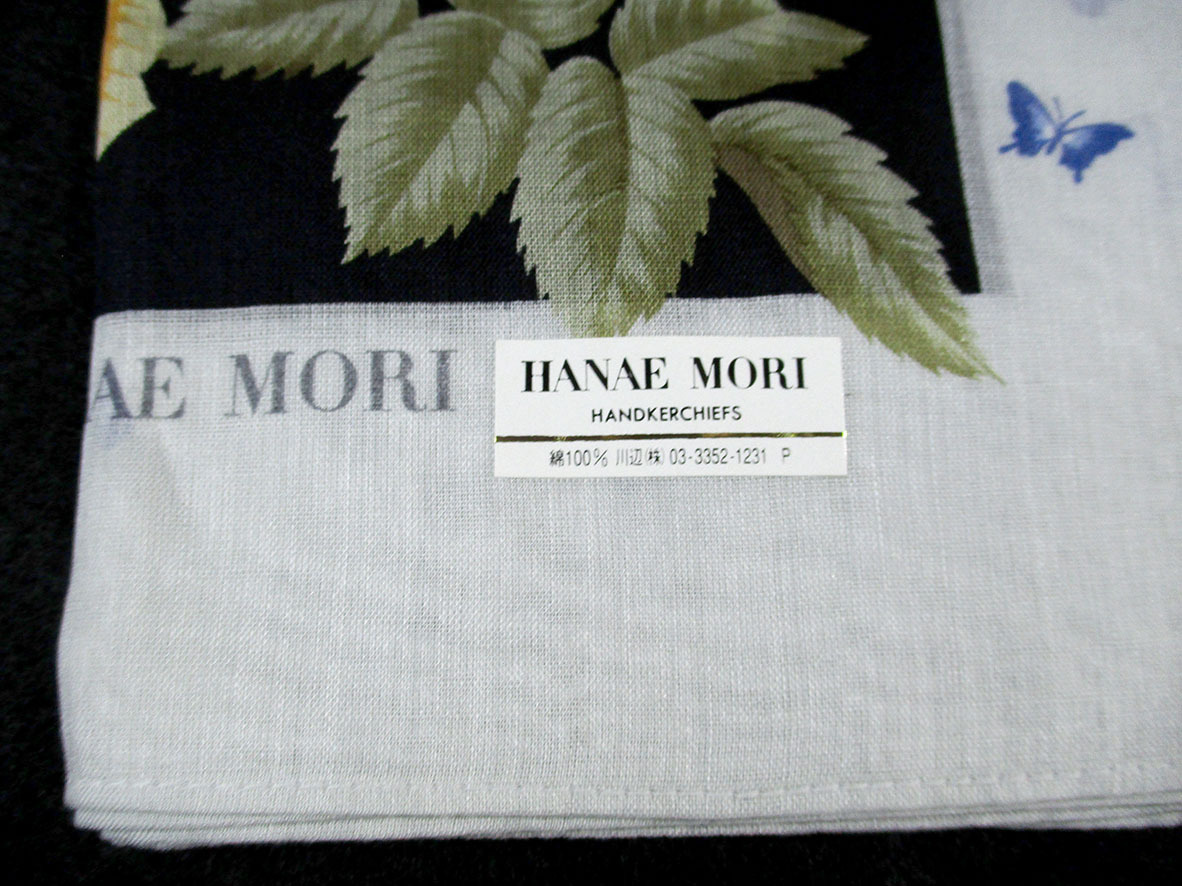 AE MORI
HANAE MORI
HANDKERCHIEFS
綿100% 川辺(株) 03-3352-1231 P